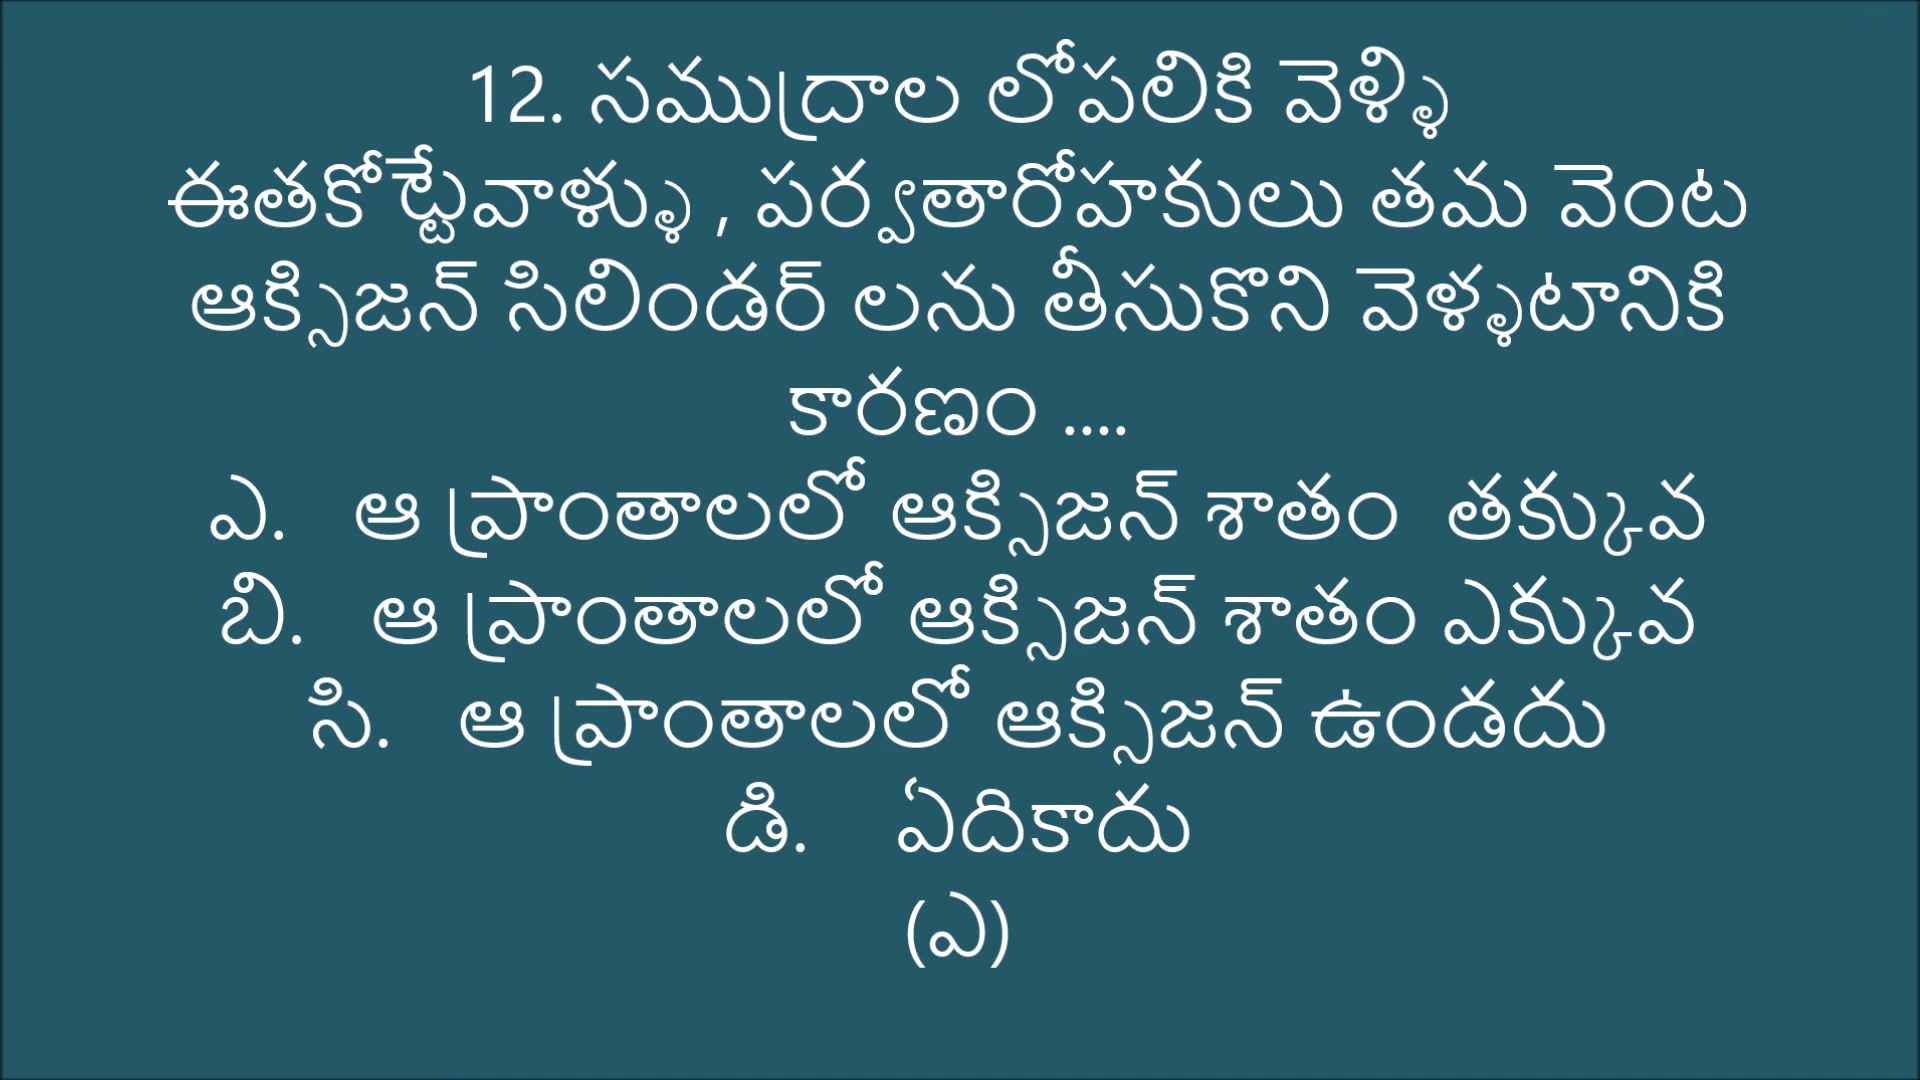 12. సముద్రాల లోపలికి వెళ్ళి
ఈతకోట్టేవాళ్ళు , పర్వతారోహకులు తమ వెంట
ఆక్సిజన్ సిలిండర్ లను తీసుకొని వెళ్ళటానికి
కారణం ....
ఎ. ఆ ప్రాంతాలలో ఆక్సిజన్ శాతం తక్కువ
బి. ఆ ప్రాంతాలలో ఆక్సిజన్ శాతం ఎక్కువ
సి. ఆ ప్రాంతాలలో ఆక్సిజన్ ఉండదు
డి. ఏదికాదు
(ఎ)